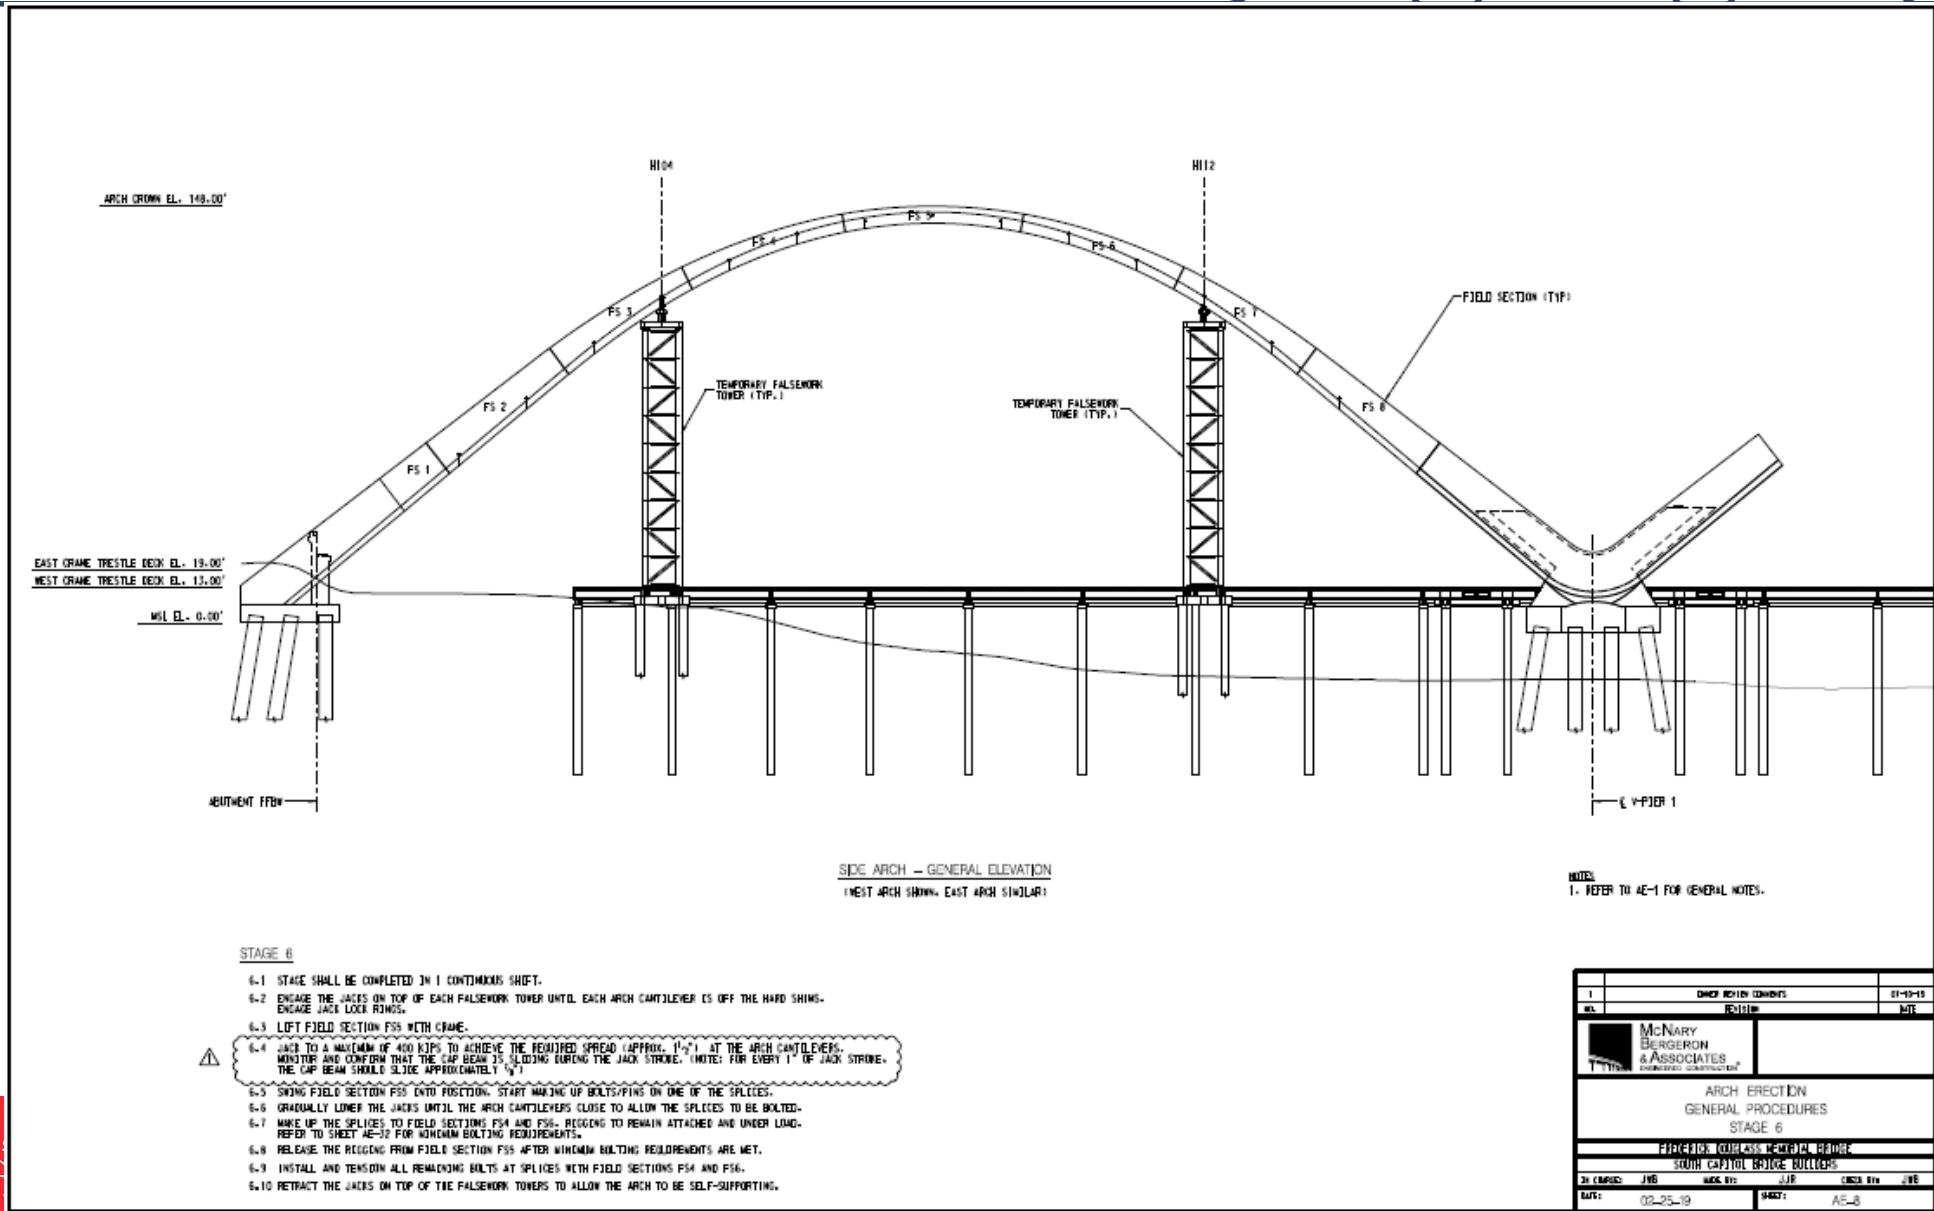 H104
H112
ARCH CROWN EL. 148.00'
FS 5
FS 4
FS 6
FIELD SECTION (TYP)
FS 3
FS 7
TEMPORARY FALSEWORK
TOWER (TYP.)
TEMPORARY FALSEWORK
TOWER (TYP.)
FS 2
FS 8
FS 1
EAST CRANE TRESTLE DECK EL. 19.00'
WEST CRANE TRESTLE DECK EL. 13.00'
MSL EL. 0.00'
ABUTMENT FFBW
℄ V-PIER 1
SIDE ARCH – GENERAL ELEVATION
(WEST ARCH SHOWN. EAST ARCH SIMILAR)
NOTES
1. REFER TO AE-1 FOR GENERAL NOTES.
STAGE 6
6.1 STAGE SHALL BE COMPLETED IN 1 CONTINUOUS SHIFT.
6.2 ENGAGE THE JACKS ON TOP OF EACH FALSEWORK TOWER UNTIL EACH ARCH CANTILEVER IS OFF THE HARD SHIMS.
ENGAGE JACK LOCK RINGS.
6.3 LIFT FIELD SECTION FS5 WITH CRANE.
1
6.4 JACK TO A MAXIMUM OF 400 KIPS TO ACHIEVE THE REQUIRED SPREAD (APPROX. 1½") AT THE ARCH CANTILEVERS.
MONITOR AND CONFIRM THAT THE CAP BEAM IS SLIDING DURING THE JACK STROKE. (NOTE: FOR EVERY 1" OF JACK STROKE,
THE CAP BEAM SHOULD SLIDE APPROXIMATELY
6.5 SWING FIELD SECTION FS5 INTO POSITION. START MAKING UP BOLTS/PINS ON ONE OF THE SPLICES.
6.6 GRADUALLY LOWER THE JACKS UNTIL THE ARCH CANTILEVERS CLOSE TO ALLOW THE SPLICES TO BE BOLTED.
6.7 MAKE UP THE SPLICES TO FIELD SECTIONS FS4 AND FS6. RIGGING TO REMAIN ATTACHED AND UNDER LOAD.
REFER TO SHEET AE-32 FOR MINIMUM BOLTING REQUIREMENTS.
6.8 RELEASE THE RIGGING FROM FIELD SECTION FS5 AFTER MINIMUM BOLTING REQUIREMENTS ARE MET.
6.9 INSTALL AND TENSION ALL REMAINING BOLTS AT SPLICES WITH FIELD SECTIONS FS4 AND FS6.
6.10 RETRACT THE JACKS ON TOP OF THE FALSEWORK TOWERS TO ALLOW THE ARCH TO BE SELF-SUPPORTING.
1 OWNER REVIEW COMMENTS
NO. REVISION DATE
MCNARY
BERGERON
& ASSOCIATES
ENGINEERED CONSTRUCTION
ARCH ERECTION
GENERAL PROCEDURES
STAGE 6
FREDERICK DOUGLASS MEMORIAL BRIDGE
SOUTH CAPITOL BRIDGE BUILDERS
IN CHARGE: JWB MADE BY: JJR CHECK BY: JWB
DATE: 02-25-19 SHEET: AE-8